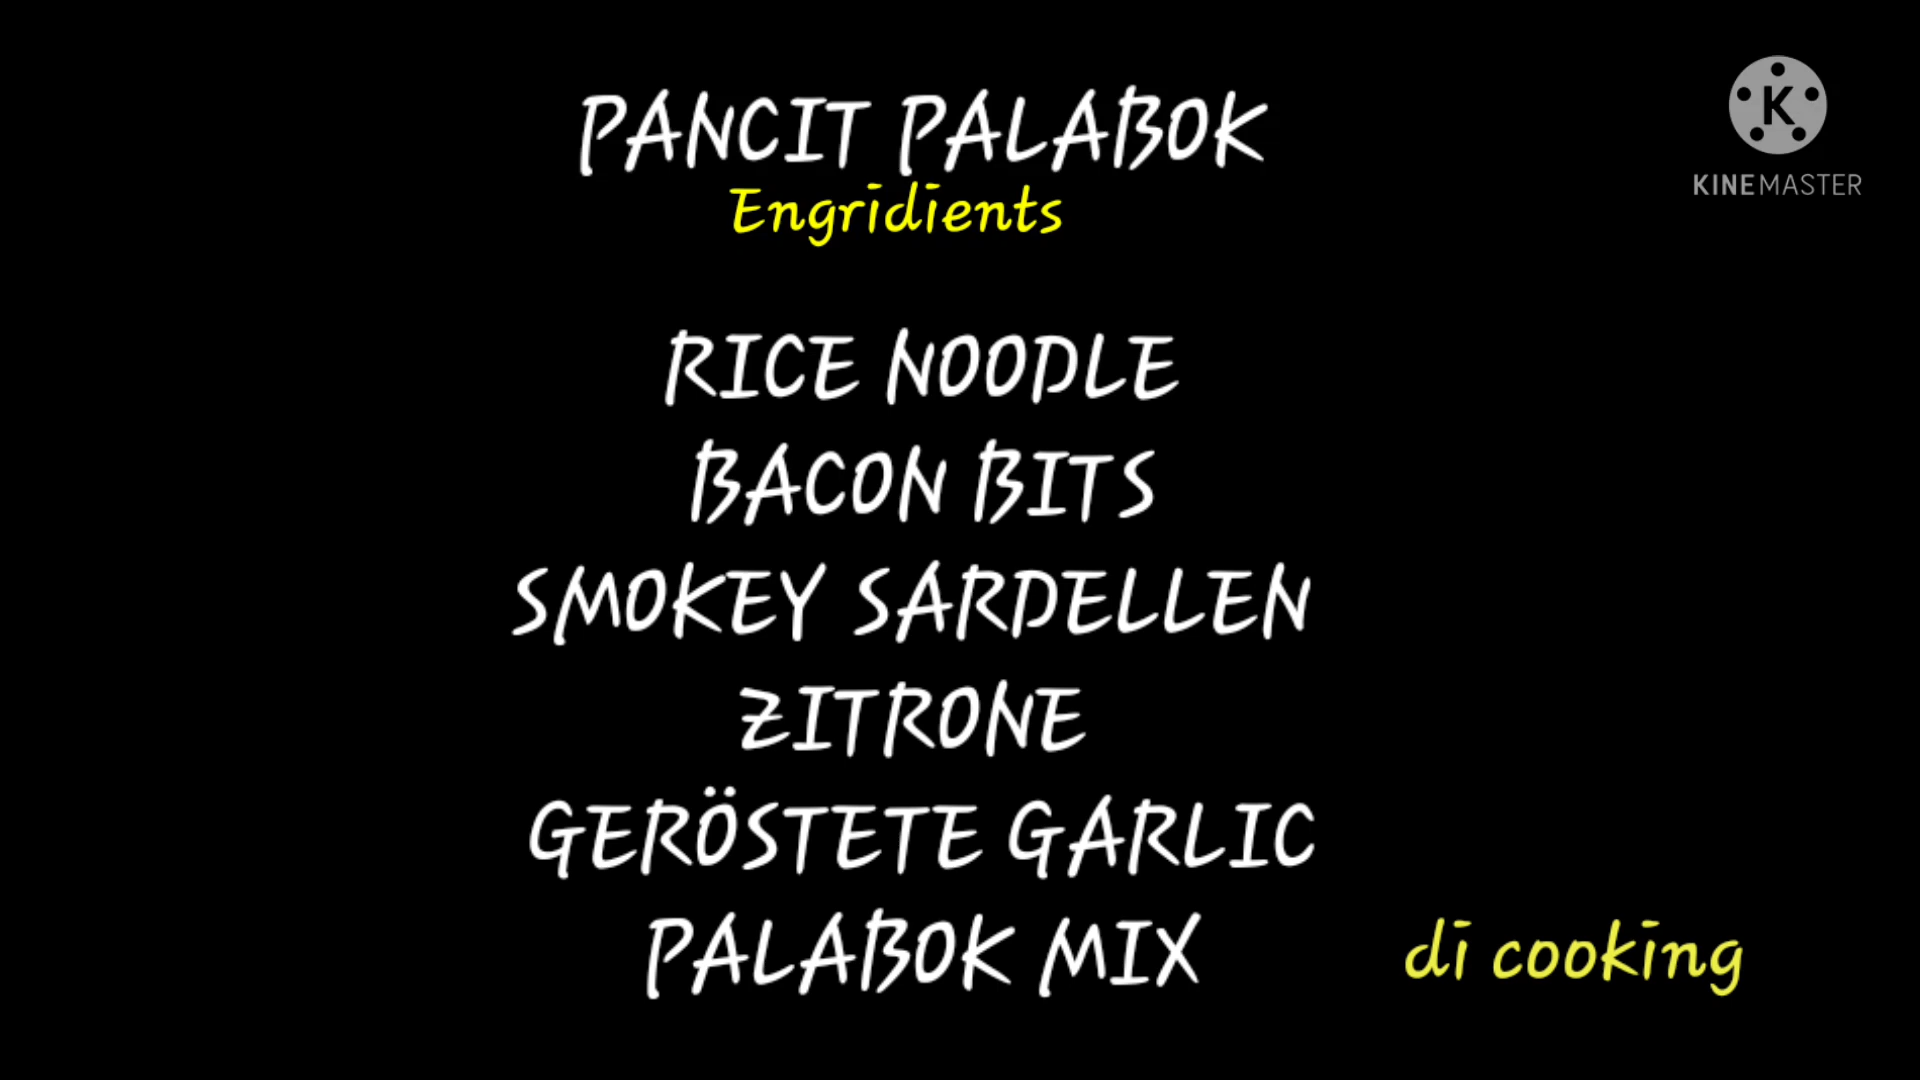 PANCIT PALABOK
Engridients
RICE NOODLE
BACON BITS
SMOKEY SARDELLEN
ZITRONE
GERÖSTETE GARLIC
PALABOK MIX
di cooking
K
KINEMASTER